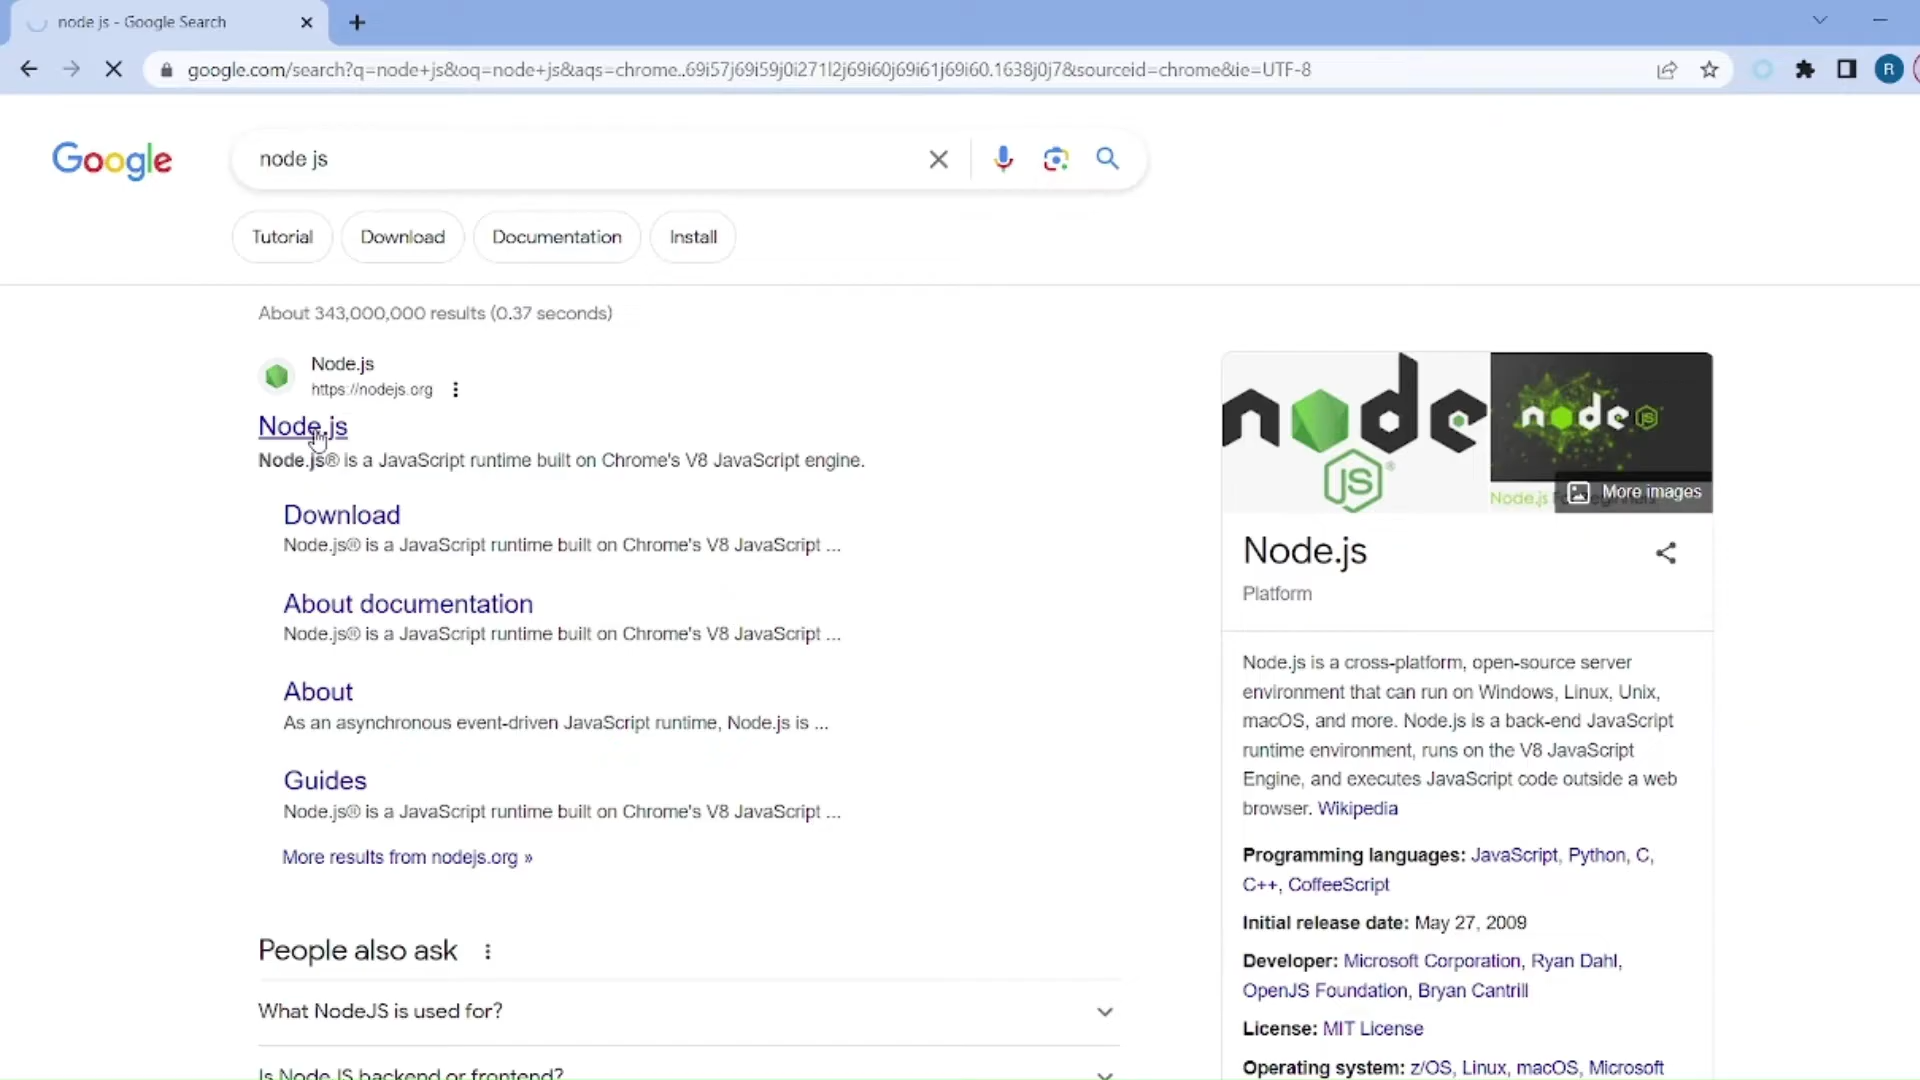 node js - Google Search
google.com/search?q=node+js&oq=node+js&aqs=chrome..69i57j69i59j0i271l2j69i60j69i61j69i60.1638j0j7&sourceid=chrome&ie=UTF-8
R
Google
node js
Tutorial
Download
Documentation
Install
About 343,000,000 results (0.37 seconds)
Node.js
https://nodejs.org
Node.js
Node.js® is a JavaScript runtime built on Chrome's V8 JavaScript engine.
Download
Node.js® is a JavaScript runtime built on Chrome's V8 JavaScript ...
About documentation
Node.js® is a JavaScript runtime built on Chrome's V8 JavaScript ...
About
As an asynchronous event-driven JavaScript runtime, Node.js is ...
Guides
Node.js® is a JavaScript runtime built on Chrome's V8 JavaScript ...
More results from nodejs.org »
People also ask
What NodeJS is used for?
Is NodeJS backend or frontend?
node
JS
®
node JS
Node.js
More images
Node.js
Platform
Node.js is a cross-platform, open-source server
environment that can run on Windows, Linux, Unix,
macOS, and more. Node.js is a back-end JavaScript
runtime environment, runs on the V8 JavaScript
Engine, and executes JavaScript code outside a web
browser. Wikipedia
Programming languages: JavaScript, Python, C,
C++, CoffeeScript
Initial release date: May 27, 2009
Developer: Microsoft Corporation, Ryan Dahl,
OpenJS Foundation, Bryan Cantrill
License: MIT License
Operating system: z/OS, Linux, macOS, Microsoft